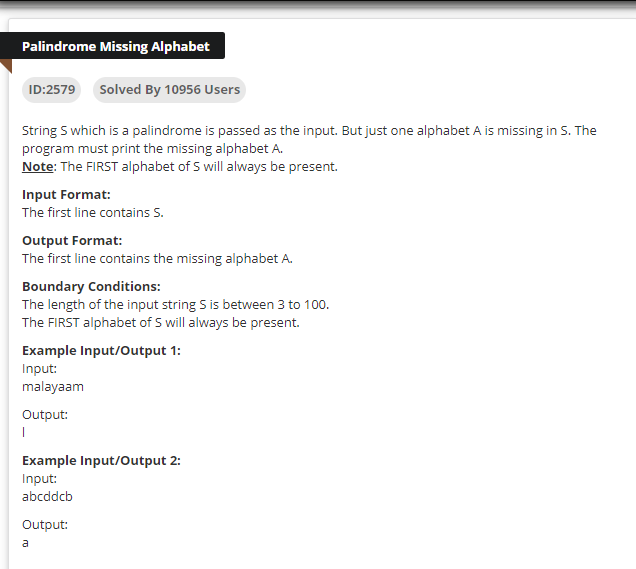 Palindrome Missing Alphabet
ID:2579 Solved By 10956 Users
String S which is a palindrome is passed as the input. But just one alphabet A is missing in S. The
program must print the missing alphabet A.
Note: The FIRST alphabet of S will always be present.
Input Format:
The first line contains S.
Output Format:
The first line contains the missing alphabet A.
Boundary Conditions:
The length of the input string S is between 3 to 100.
The FIRST alphabet of S will always be present.
Example Input/Output 1:
Input:
malayaam
Output:
l
Example Input/Output 2:
Input:
abcddcb
Output:
a